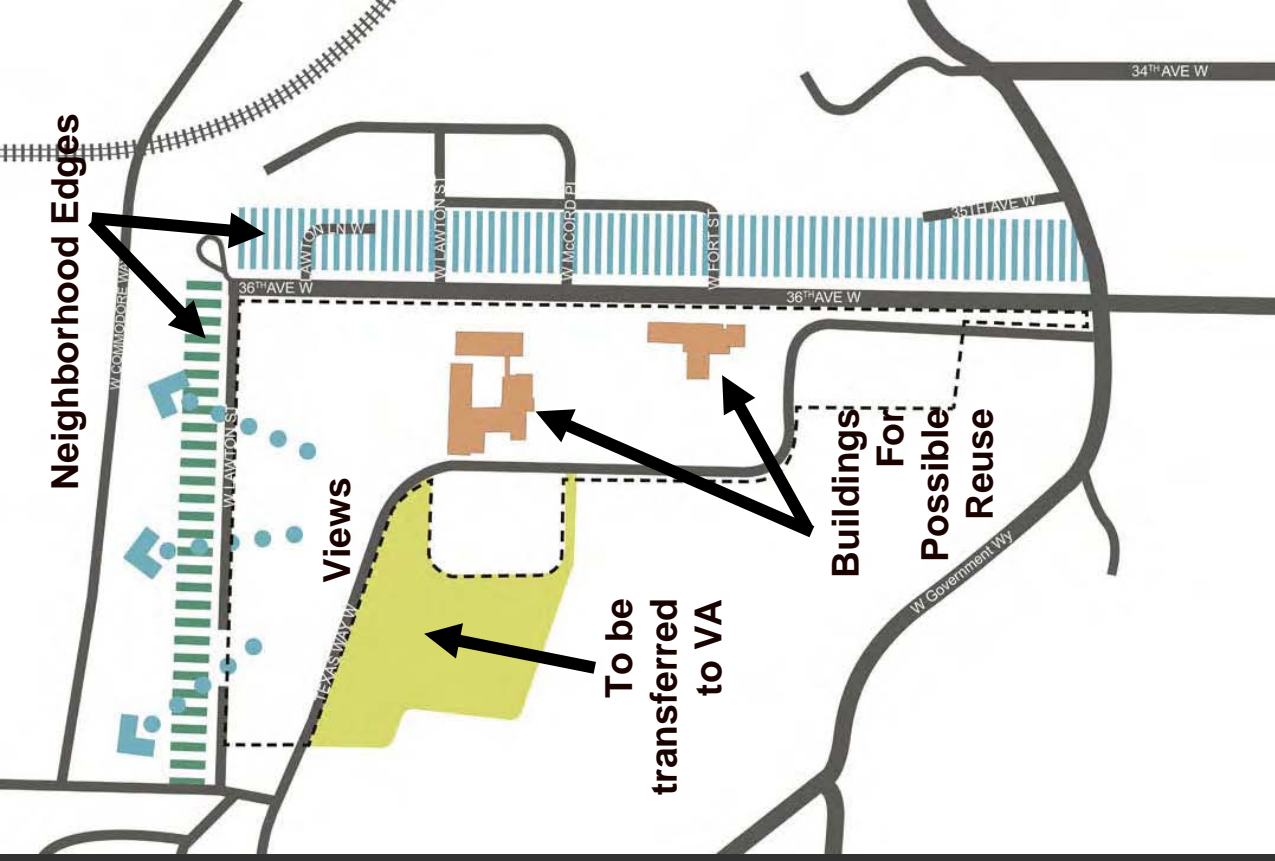 34TH AVE W
Neighborhood Edges
W LAWTON ST
W McCORD Pl
W FORT ST
35TH AVE W
LAWTON LN W
36TH AVE W
36TH AVE W
W COMMODORE WAY
W LAWTON ST
Views
Buildings
For
Possible
Reuse
TEXAS WAY W
To be
transferred
to VA
W Government Wy